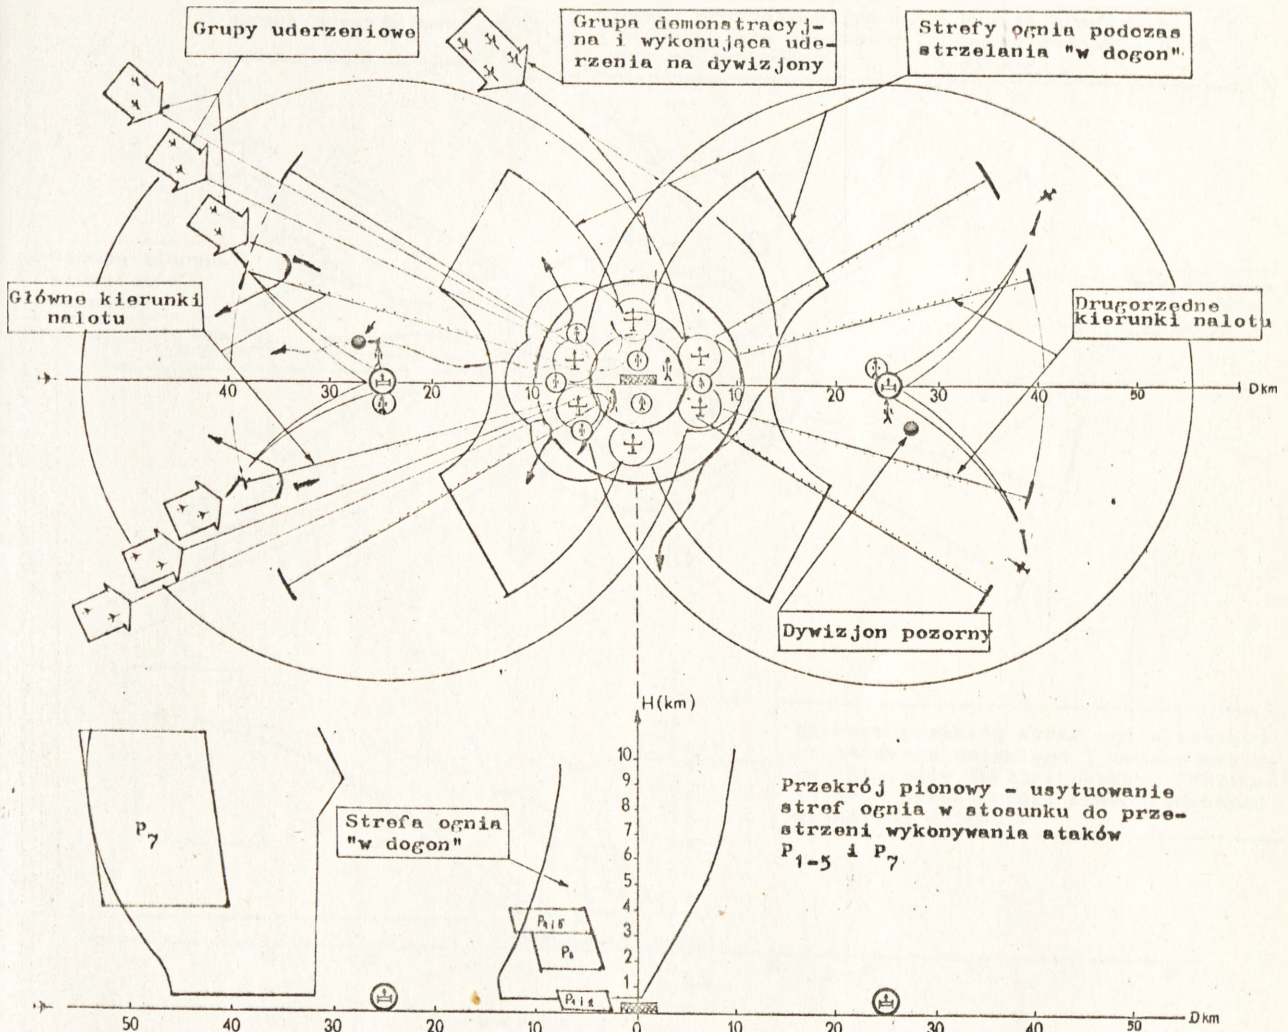 Grupy uderzeniowe
Grupa demonstracyj-
na i wykonująca ude-
rzenia na dywizjony
Strefy ognia podczas
strzelania "w dogon"
Główne kierunki
nalotu
Drugorzędne
kierunki nalotu
40 30 20 10 0 10 20 30 40 D km
Dywizjon pozorny
H(km)
10
9
8
7
6
5
4
3
2
1
P7
Strefa ognia
"w dogon"
Przekrój pionowy - usytuowanie
stref ognia w stosunku do prze-
strzeni wykonywania ataków
P1-5 i P7
P4i5
P1i2
50 40 30 20 10 0 10 20 30 40 50 D km